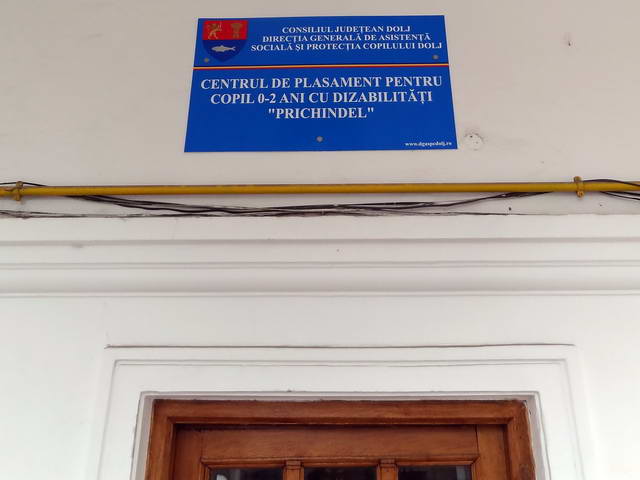 CONSILIUL JUDEȚEAN DOLJ
DIRECȚIA GENERALĂ DE ASISTENȚĂ
SOCIALĂ ȘI PROTECȚIA COPILULUI DOLJ
CENTRUL DE PLASAMENT PENTRU
COPIL 0-2 ANI CU DIZABILITĂȚI
"PRICHINDEL"
www.dgaspcdolj.ro